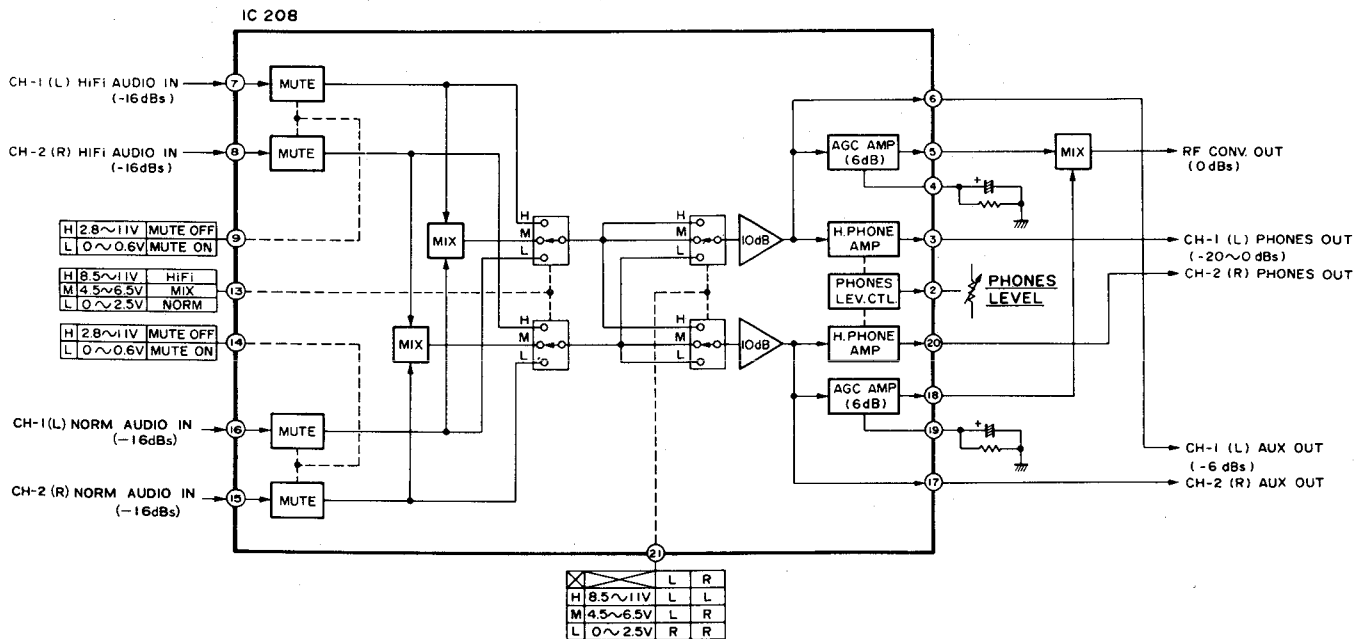 IC 208
CH-1 (L) HiFi AUDIO IN
(-16dBs)
7
MUTE
6
CH-2 (R) HiFi AUDIO IN
(-16dBs)
8
MUTE
AGC AMP
(6dB)
5
MIX
RF CONV. OUT
(0dBs)
4
+
H 2.8~11V MUTE OFF
L 0~0.6V MUTE ON
9
MIX
H
M
L
H
M
L
10dB
H.PHONE
AMP
3
CH-1 (L) PHONES OUT
(-20~0 dBs)
CH-2 (R) PHONES OUT
H 8.5~11V HiFi
M 4.5~6.5V MIX
L 0~2.5V NORM
13
PHONES
LEV.CTL.
2
PHONES
LEVEL
H 2.8~11V MUTE OFF
L 0~0.6V MUTE ON
14
MIX
H
M
L
H
M
L
10dB
H.PHONE
AMP
20
AGC AMP
(6dB)
18
19
+
CH-1(L) NORM AUDIO IN
(-16dBs)
16
MUTE
CH-1 (L) AUX OUT
(-6 dBs)
CH-2 (R) NORM AUDIO IN
(-16dBs)
15
MUTE
17
CH-2 (R) AUX OUT
21
L R
H 8.5~11V L L
M 4.5~6.5V L R
L 0~2.5V R R